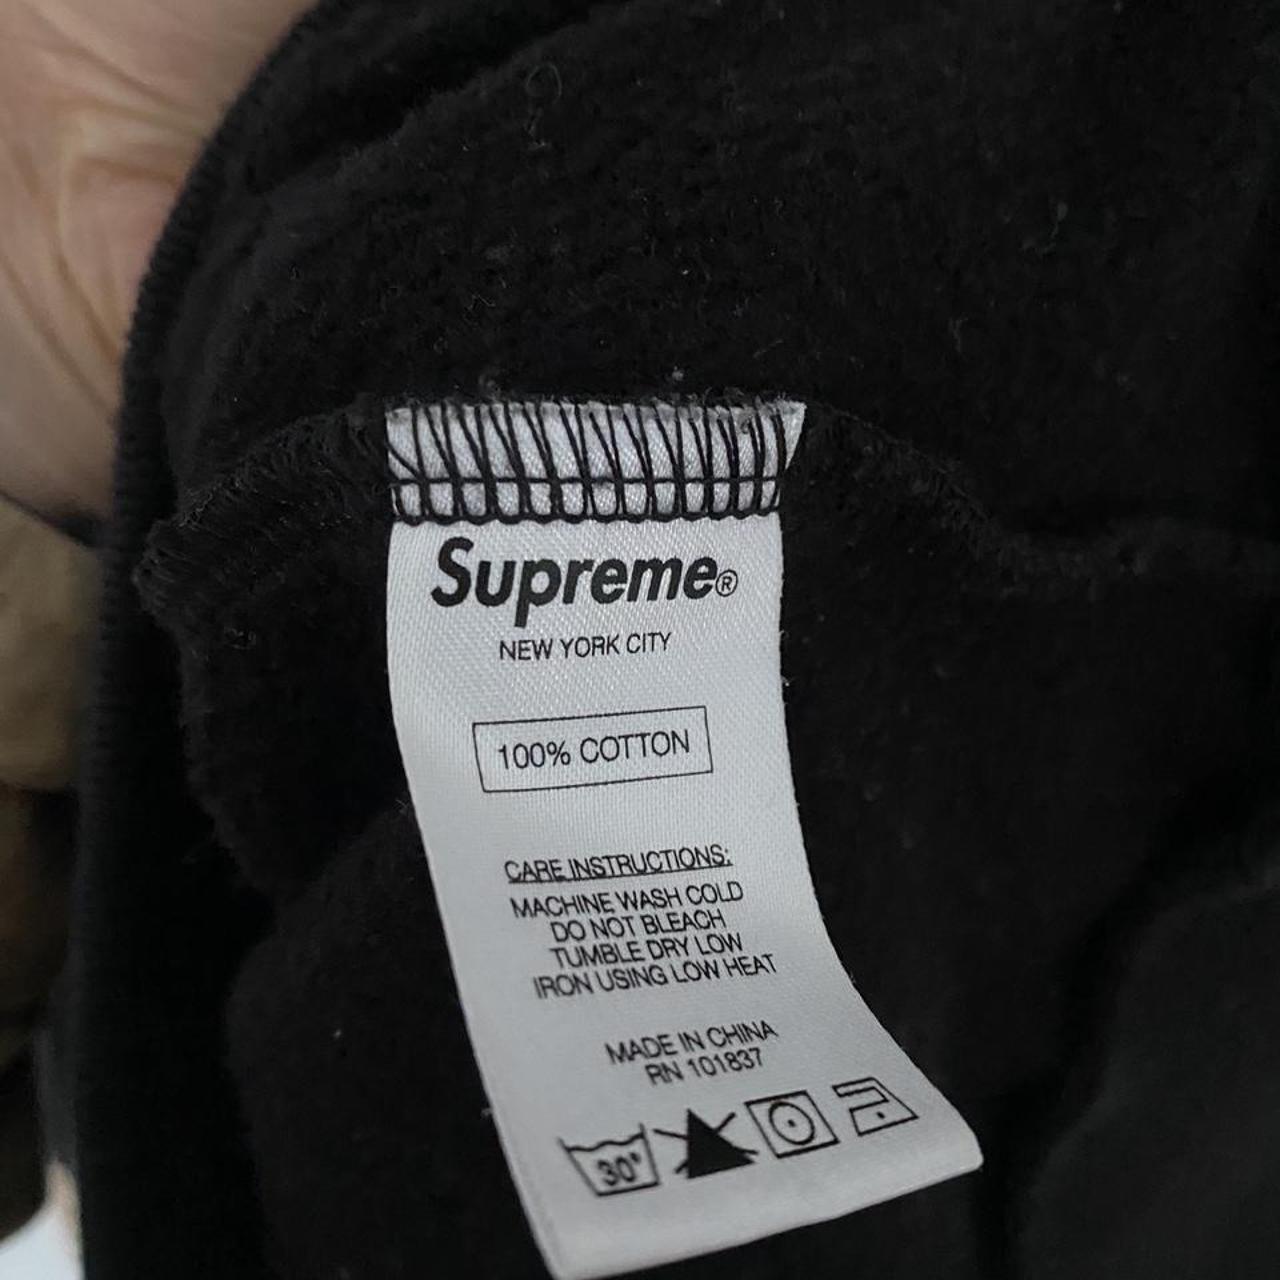 Supreme®
NEW YORK CITY
100% COTTON
CARE INSTRUCTIONS:
MACHINE WASH COLD
DO NOT BLEACH
TUMBLE DRY LOW
IRON USING LOW HEAT
MADE IN CHINA
RN 101837
30°